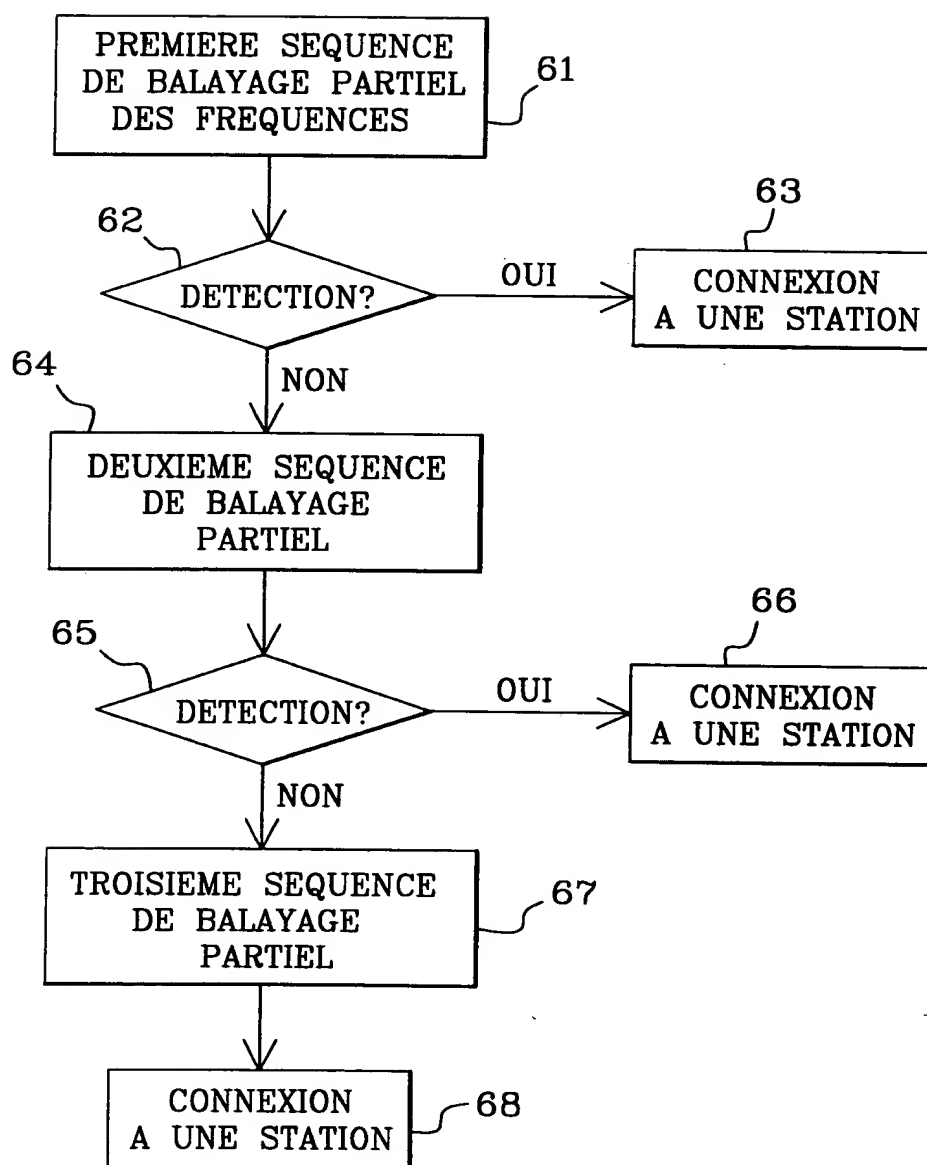 PREMIERE SEQUENCE
DE BALAYAGE PARTIEL
DES FREQUENCES
61
62
DETECTION?
OUI
63
CONNEXION
A UNE STATION
NON
64
DEUXIEME SEQUENCE
DE BALAYAGE
PARTIEL
65
DETECTION?
OUI
66
CONNEXION
A UNE STATION
NON
TROISIEME SEQUENCE
DE BALAYAGE
PARTIEL
67
CONNEXION
A UNE STATION
68